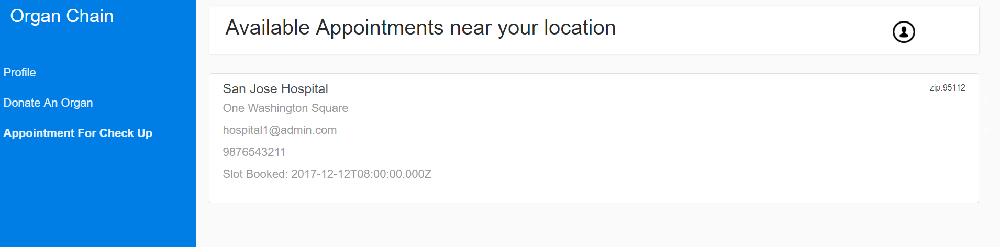 Organ Chain
Profile
Donate An Organ
Appointment For Check Up
Available Appointments near your location
San Jose Hospital
zip:95112
One Washington Square
hospital1@admin.com
9876543211
Slot Booked: 2017-12-12T08:00:00.000Z